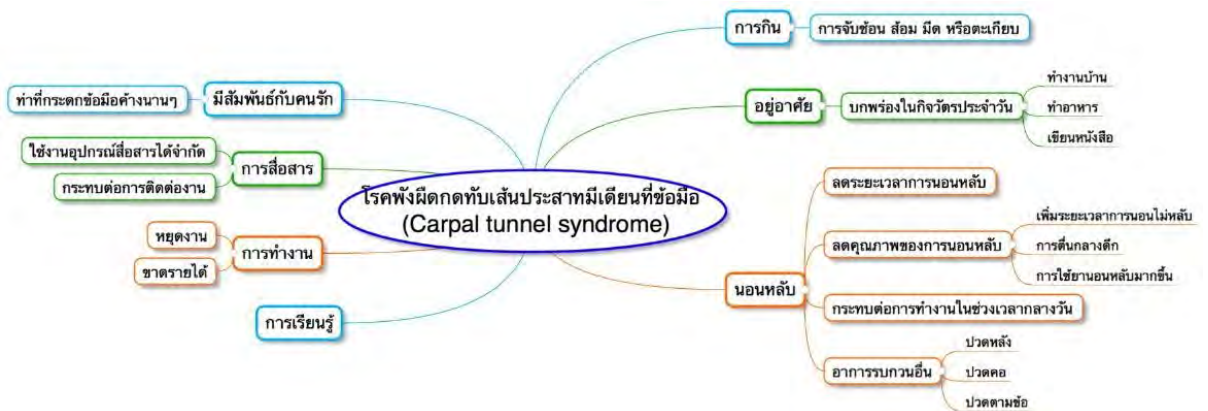 โรคพังผืดกดทับเส้นประสาทมีเดียนที่ข้อมือ
(Carpal tunnel syndrome)
การกิน
การจับช้อน ส้อม มีด หรือตะเกียบ
อยู่อาศัย
บกพร่องในกิจวัตรประจำวัน
ทำงานบ้าน
ทำอาหาร
เขียนหนังสือ
นอนหลับ
ลดระยะเวลาการนอนหลับ
ลดคุณภาพของการนอนหลับ
เพิ่มระยะเวลาการนอนไม่หลับ
การตื่นกลางดึก
การใช้ยานอนหลับมากขึ้น
กระทบต่อการทำงานในช่วงเวลากลางวัน
อาการรบกวนอื่น
ปวดหลัง
ปวดคอ
ปวดตามข้อ
มีสัมพันธ์กับคนรัก
ท่าที่กระดกข้อมือค้างนานๆ
การสื่อสาร
ใช้งานอุปกรณ์สื่อสารได้จำกัด
กระทบต่อการติดต่องาน
การทำงาน
หยุดงาน
ขาดรายได้
การเรียนรู้